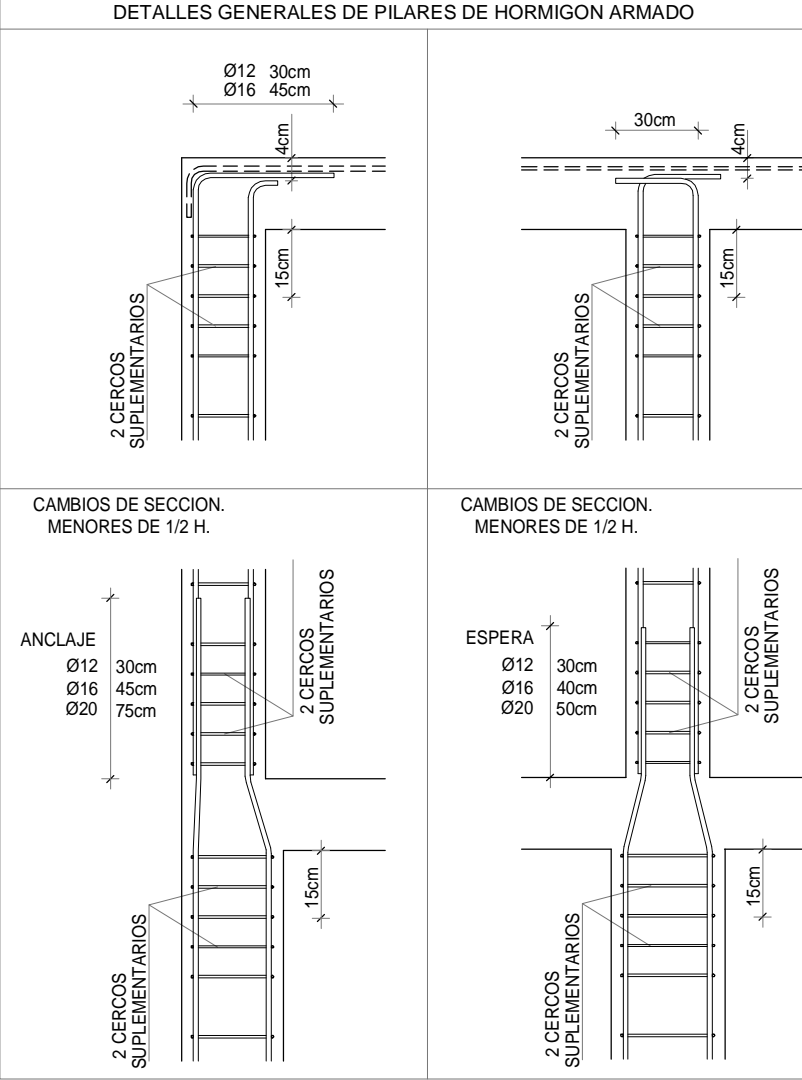 DETALLES GENERALES DE PILARES DE HORMIGON ARMADO
Ø12 30cm
Ø16 45cm
4cm
15cm
2 CERCOS
SUPLEMENTARIOS
30cm
4cm
15cm
2 CERCOS
SUPLEMENTARIOS
CAMBIOS DE SECCION.
MENORES DE 1/2 H.
ANCLAJE
Ø12 30cm
Ø16 45cm
Ø20 75cm
2 CERCOS
SUPLEMENTARIOS
15cm
2 CERCOS
SUPLEMENTARIOS
CAMBIOS DE SECCION.
MENORES DE 1/2 H.
ESPERA
Ø12 30cm
Ø16 40cm
Ø20 50cm
2 CERCOS
SUPLEMENTARIOS
15cm
2 CERCOS
SUPLEMENTARIOS